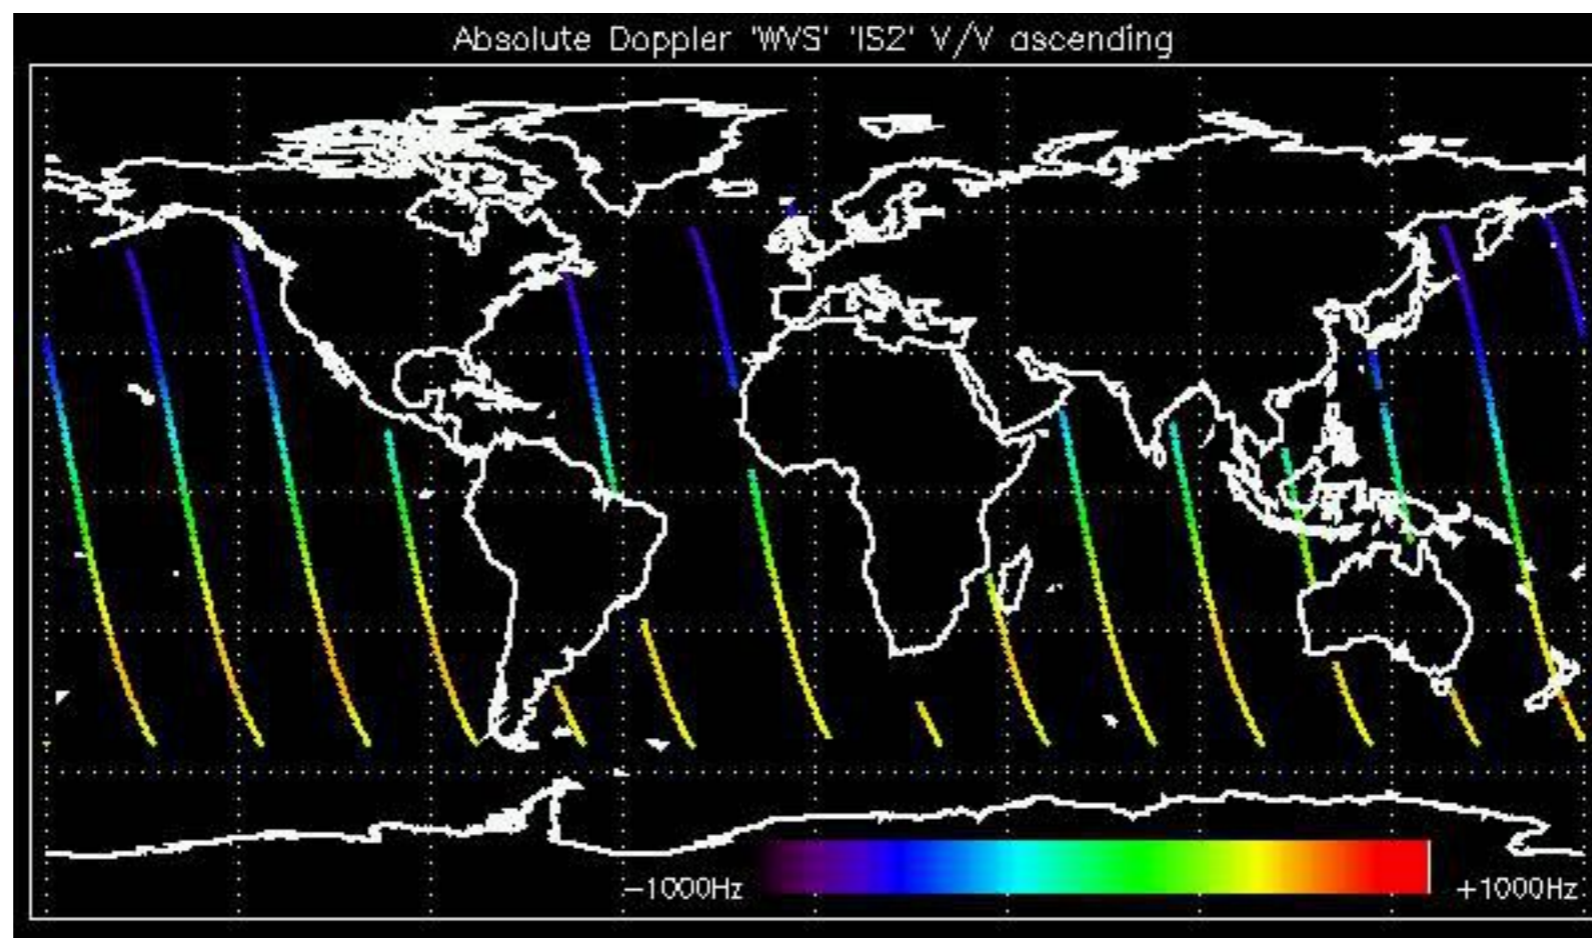 Absolute Doppler 'WVS' 'IS2' V/V ascending
-1000Hz +1000Hz